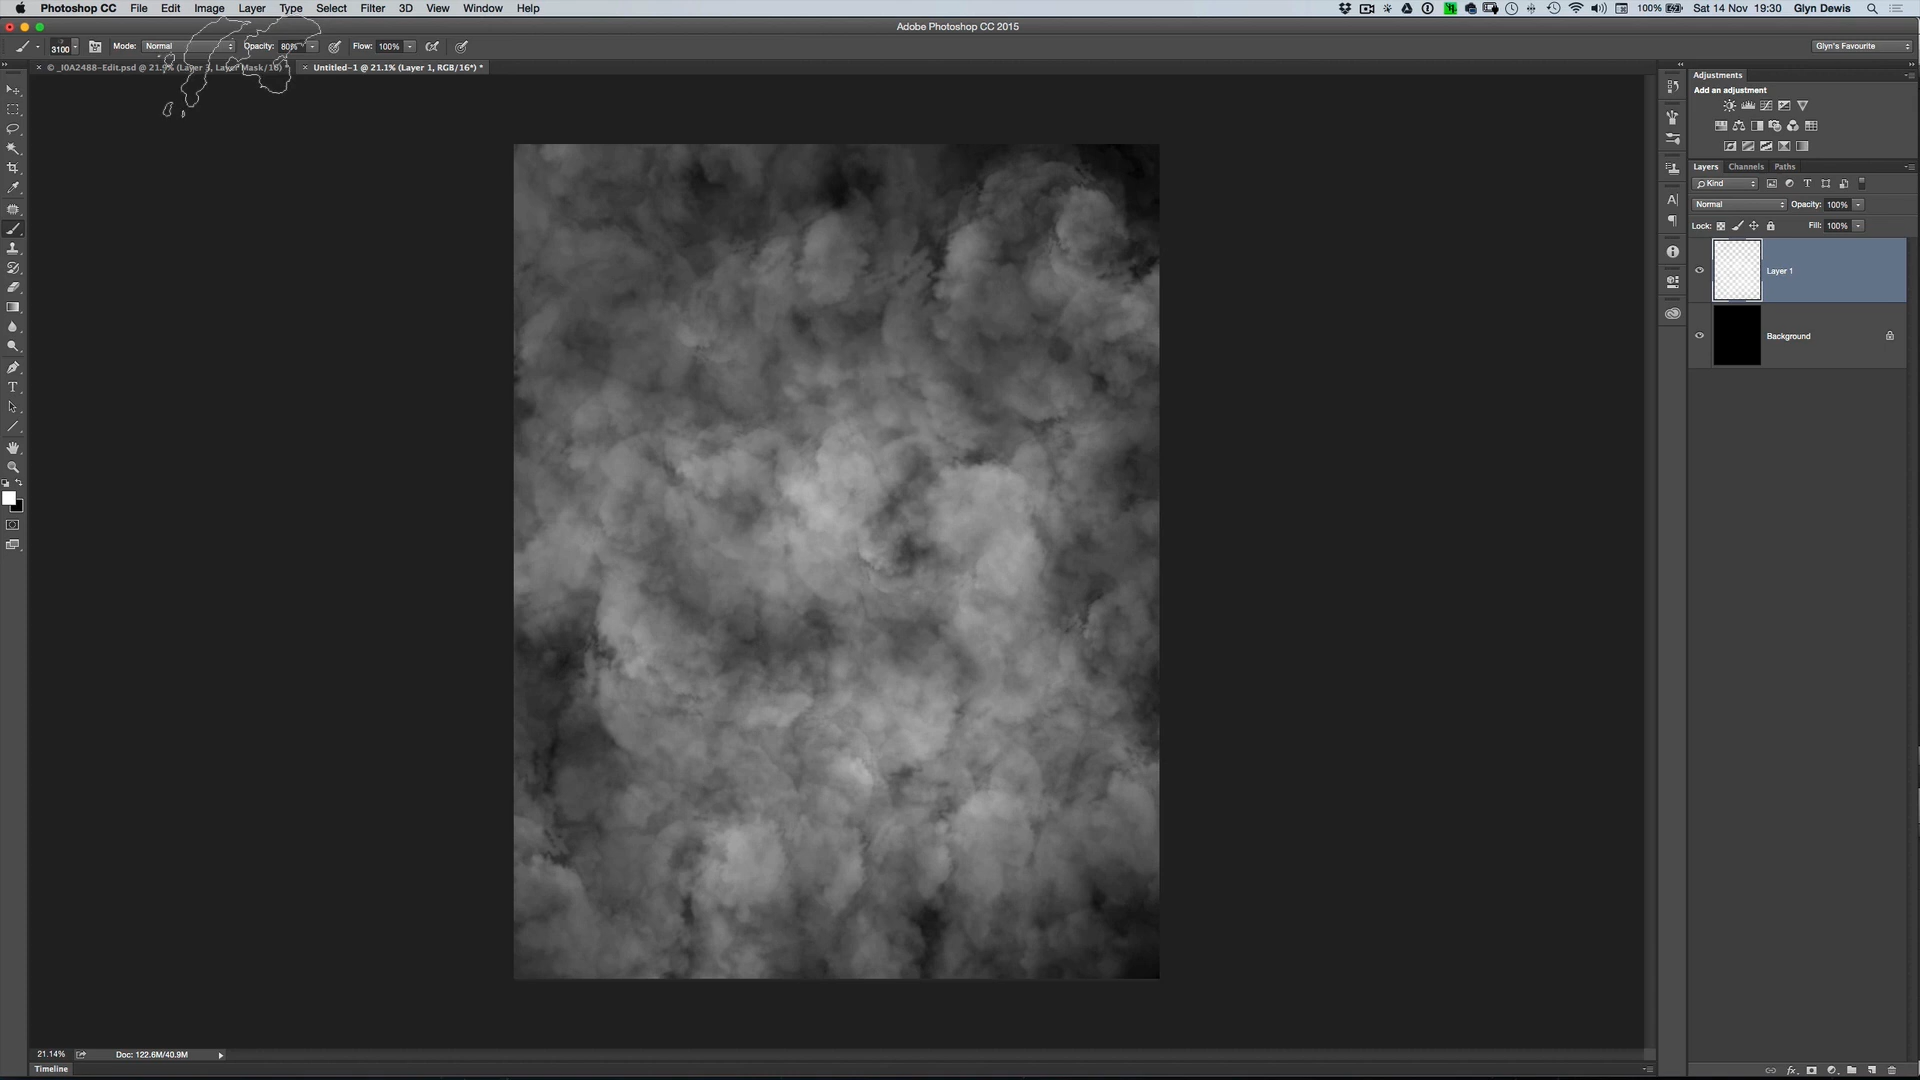 Photoshop CC File Edit Image Layer Type Select Filter 3D View Window Help 100% Sat 14 Nov 19:30 Glyn Dewis
Adobe Photoshop CC 2015
3100 Mode: Normal Opacity: 80% Flow: 100% Glyn's Favourite
× © _I0A2488-Edit.psd @ 21.9% (Layer 3, Layer Mask/16) * × Untitled-1 @ 21.1% (Layer 1, RGB/16*) *
Adjustments
Add an adjustment
Layers Channels Paths
Kind
Normal Opacity: 100%
Lock: Fill: 100%
Layer 1
Background
21.14% Doc: 122.6M/40.9M
Timeline